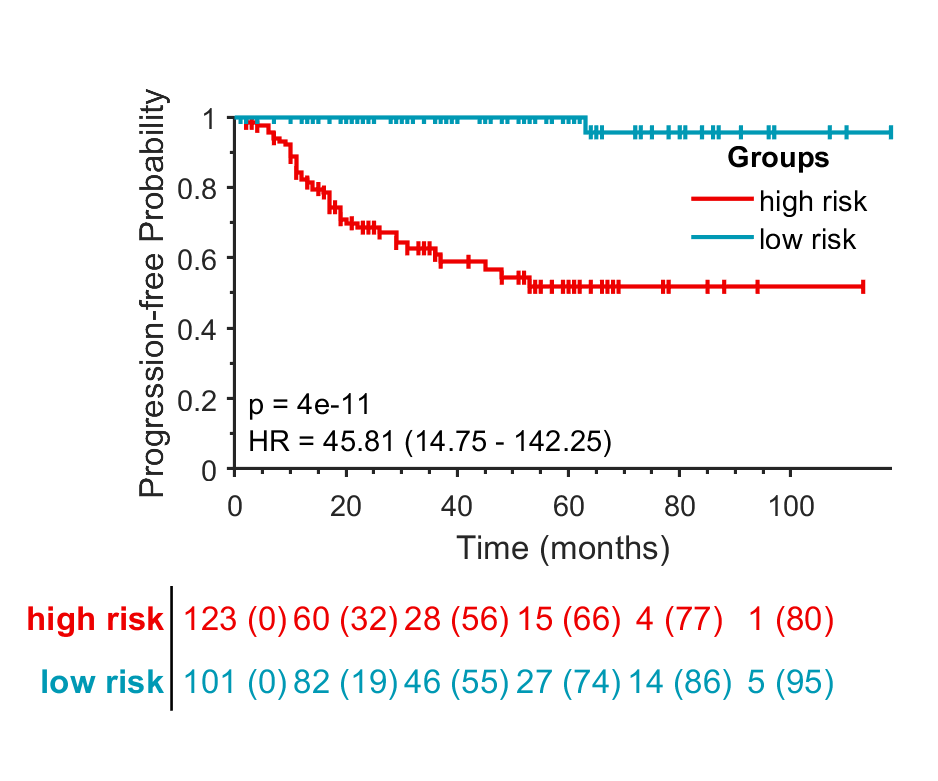 1
0.8
0.6
0.4
0.2
0
Progression-free Probability
Groups
high risk
low risk
p = 4e-11
HR = 45.81 (14.75 - 142.25)
0 20 40 60 80 100
Time (months)
high risk 123 (0) 60 (32) 28 (56) 15 (66) 4 (77) 1 (80)
low risk 101 (0) 82 (19) 46 (55) 27 (74) 14 (86) 5 (95)